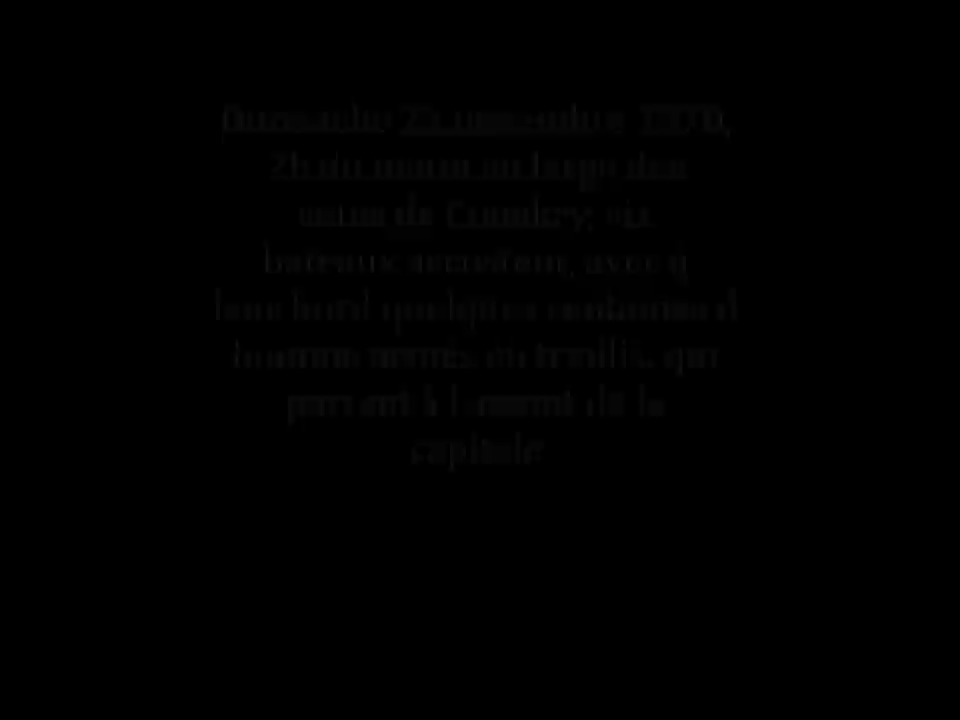 Dimanche 22 novembre 1970,
2h du matin au large des
cotes de Conakry; six
bateaux accostent, avec à
leur bord quelques centaines d
hommes armés en treillis, qui
partent à l assaut de la
capitale